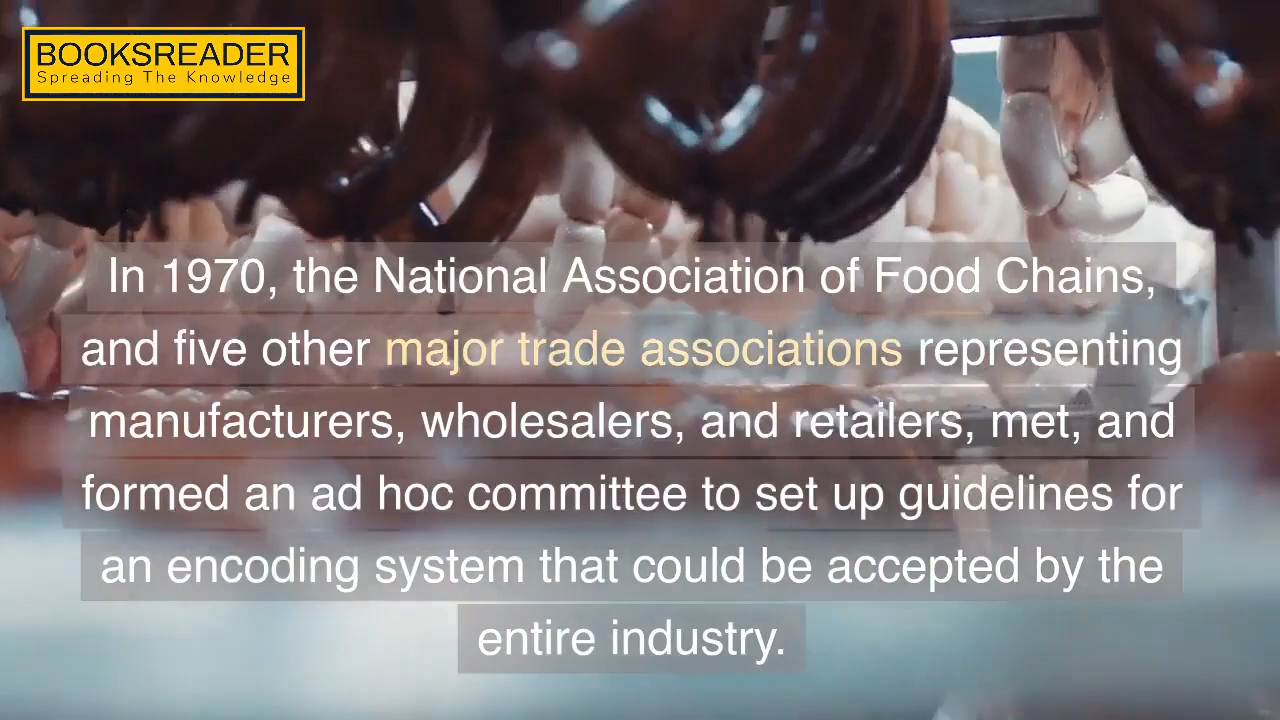 BOOKSREADER
Spreading The Knowledge
In 1970, the National Association of Food Chains,
and five other major trade associations representing
manufacturers, wholesalers, and retailers, met, and
formed an ad hoc committee to set up guidelines for
an encoding system that could be accepted by the
entire industry.